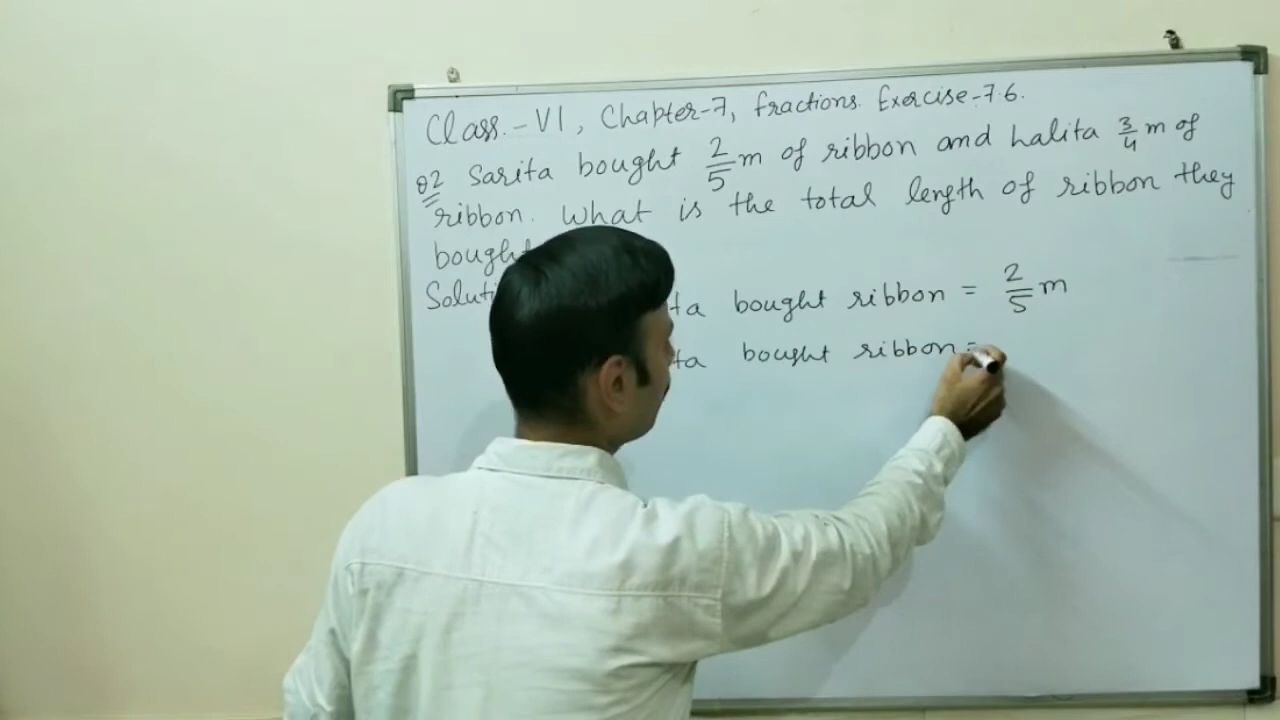 Class.-VI, Chapter-7, fractions. Exercise-7.6.
Q2 Sarita bought 2/5 m of ribbon and Lalita 3/4 m of
ribbon. What is the total length of ribbon they
bought
Soluti
ta bought ribbon = 2/5 m
ta bought ribbon =